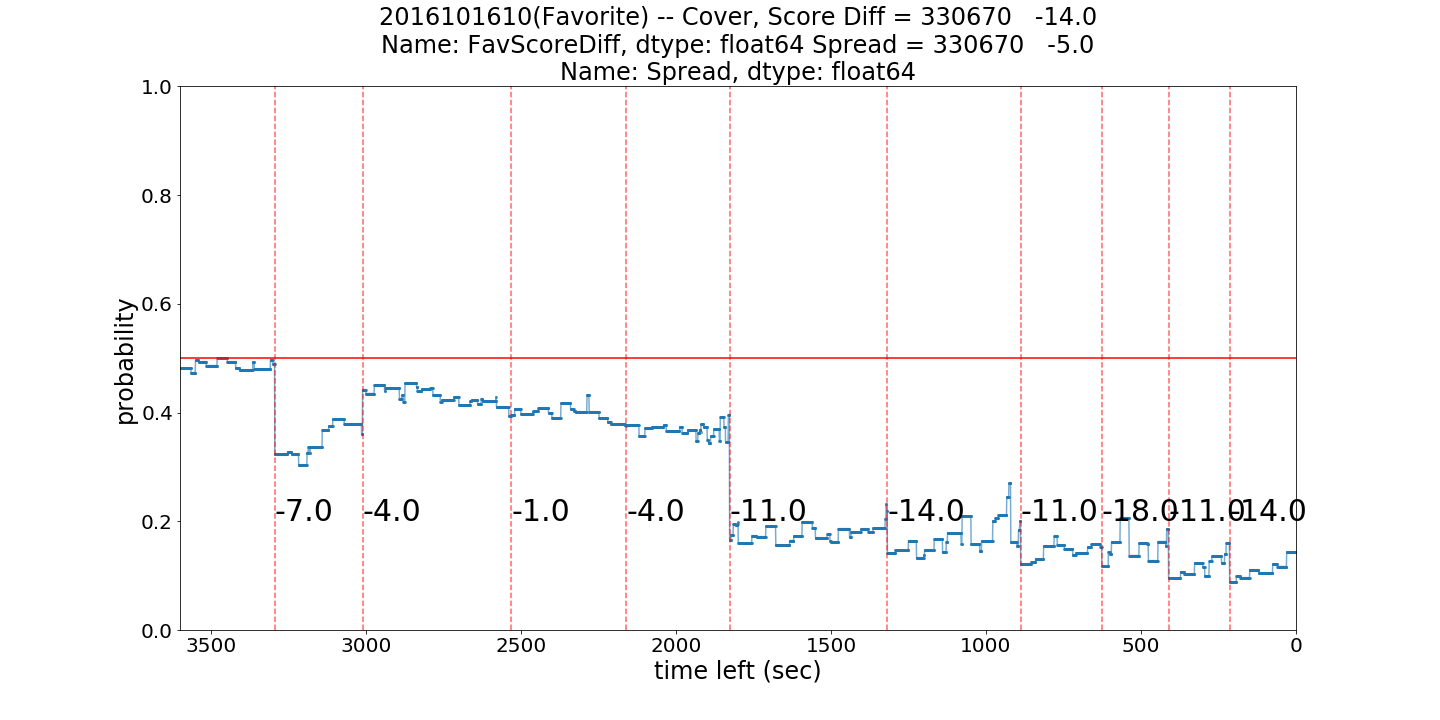 2016101610(Favorite) -- Cover, Score Diff = 330670   -14.0
Name: FavScoreDiff, dtype: float64 Spread = 330670   -5.0
Name: Spread, dtype: float64
1.0
0.8
0.6
0.4
0.2
0.0
probability
-7.0
-4.0
-1.0
-4.0
-11.0
-14.0
-11.0
-18.0
-11.0
-14.0
3500 3000 2500 2000 1500 1000 500 0
time left (sec)